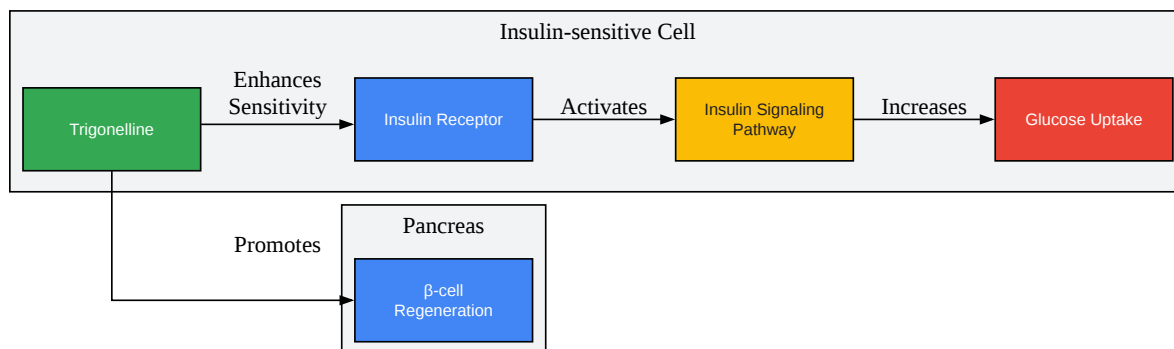 Insulin-sensitive Cell
Trigonelline
Enhances
Sensitivity
Insulin Receptor
Activates
Insulin Signaling
Pathway
Increases
Glucose Uptake
Promotes
Pancreas
β-cell
Regeneration